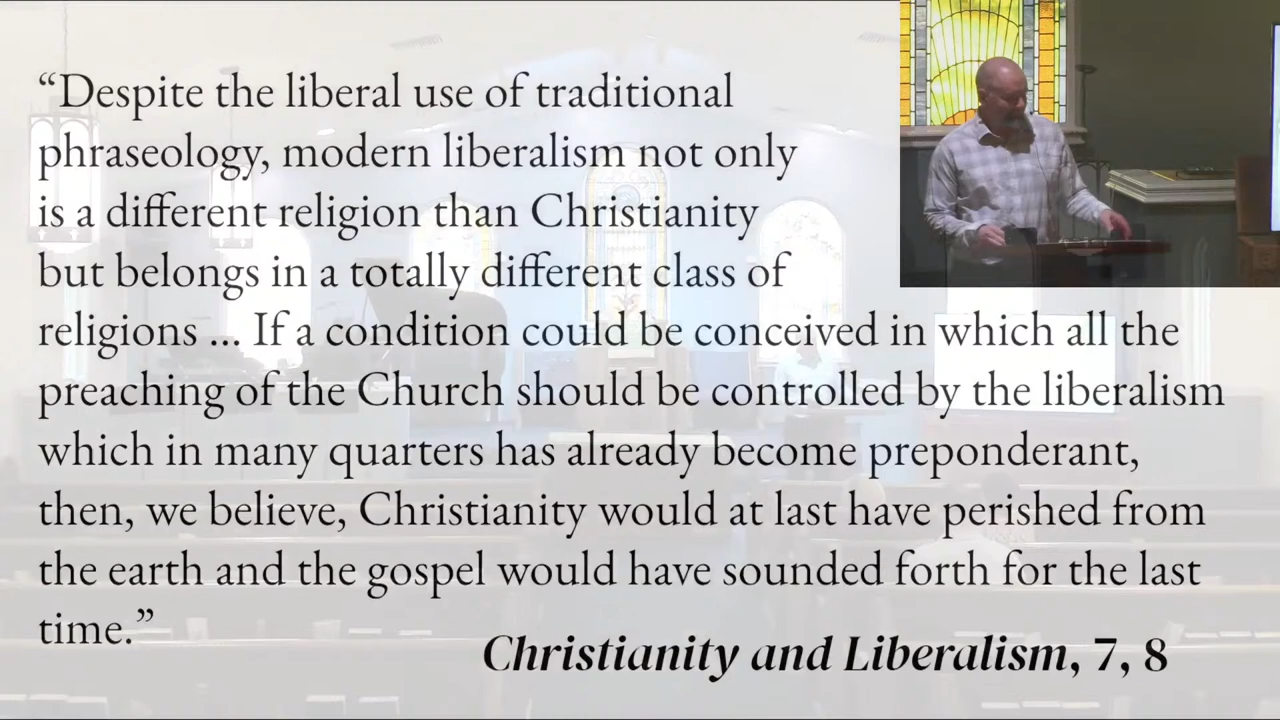 “Despite the liberal use of traditional
phraseology, modern liberalism not only
is a different religion than Christianity
but belongs in a totally different class of
religions ... If a condition could be conceived in which all the
preaching of the Church should be controlled by the liberalism
which in many quarters has already become preponderant,
then, we believe, Christianity would at last have perished from
the earth and the gospel would have sounded forth for the last
time.”
Christianity and Liberalism, 7, 8